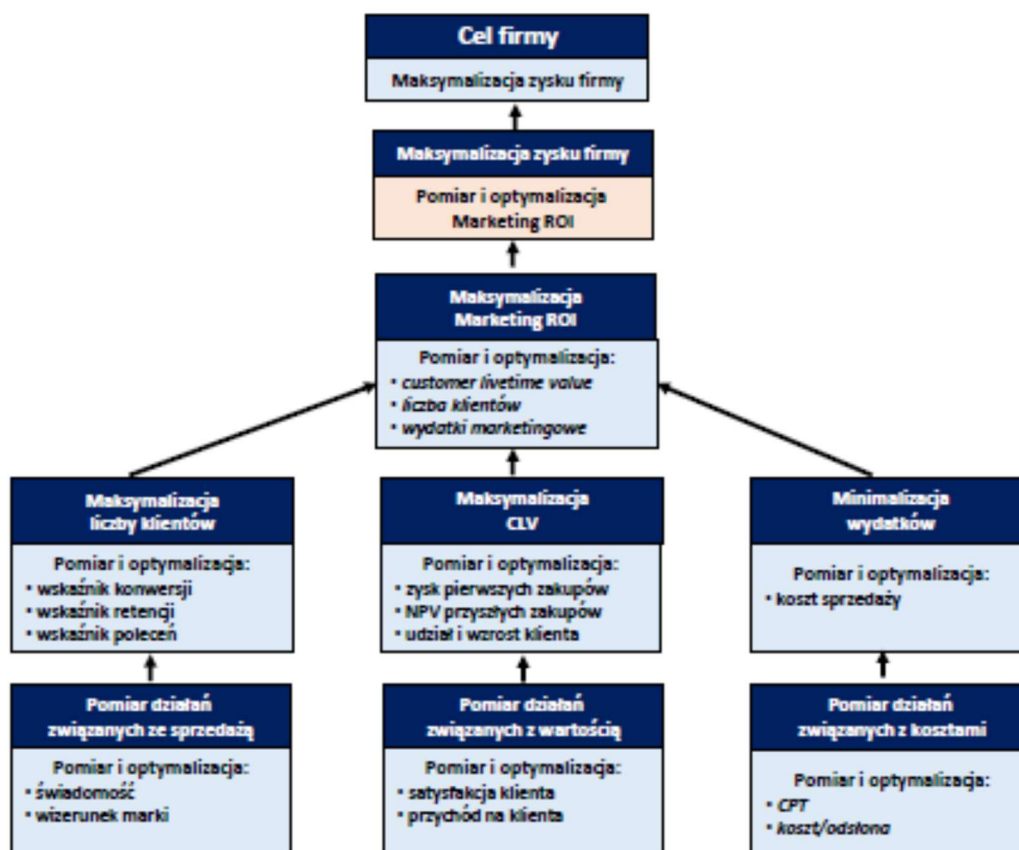 Cel firmy
Maksymalizacja zysku firmy
Maksymalizacja zysku firmy
Pomiar i optymalizacja
Marketing ROI
Maksymalizacja
Marketing ROI
Pomiar i optymalizacja:
• customer livetime value
• liczba klientów
• wydatki marketingowe
Maksymalizacja
liczby klientów
Pomiar i optymalizacja:
• wskaźnik konwersji
• wskaźnik retencji
• wskaźnik poleceń
Maksymalizacja
CLV
Pomiar i optymalizacja:
• zysk pierwszych zakupów
• NPV przyszłych zakupów
• udział i wzrost klienta
Minimalizacja
wydatków
Pomiar i optymalizacja:
• koszt sprzedaży
Pomiar działań
związanych ze sprzedażą
Pomiar i optymalizacja:
• świadomość
• wizerunek marki
Pomiar działań
związanych z wartością
Pomiar i optymalizacja:
• satysfakcja klienta
• przychód na klienta
Pomiar działań
związanych z kosztami
Pomiar i optymalizacja:
• CPT
• koszt/odsłona